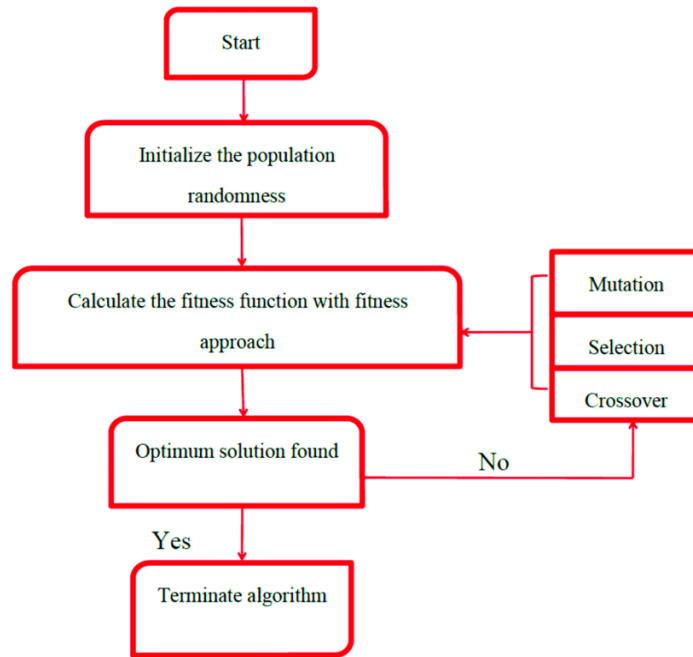 Start
Initialize the population
randomness
Calculate the fitness function with fitness
approach
Mutation
Selection
Crossover
Optimum solution found
No
Yes
Terminate algorithm